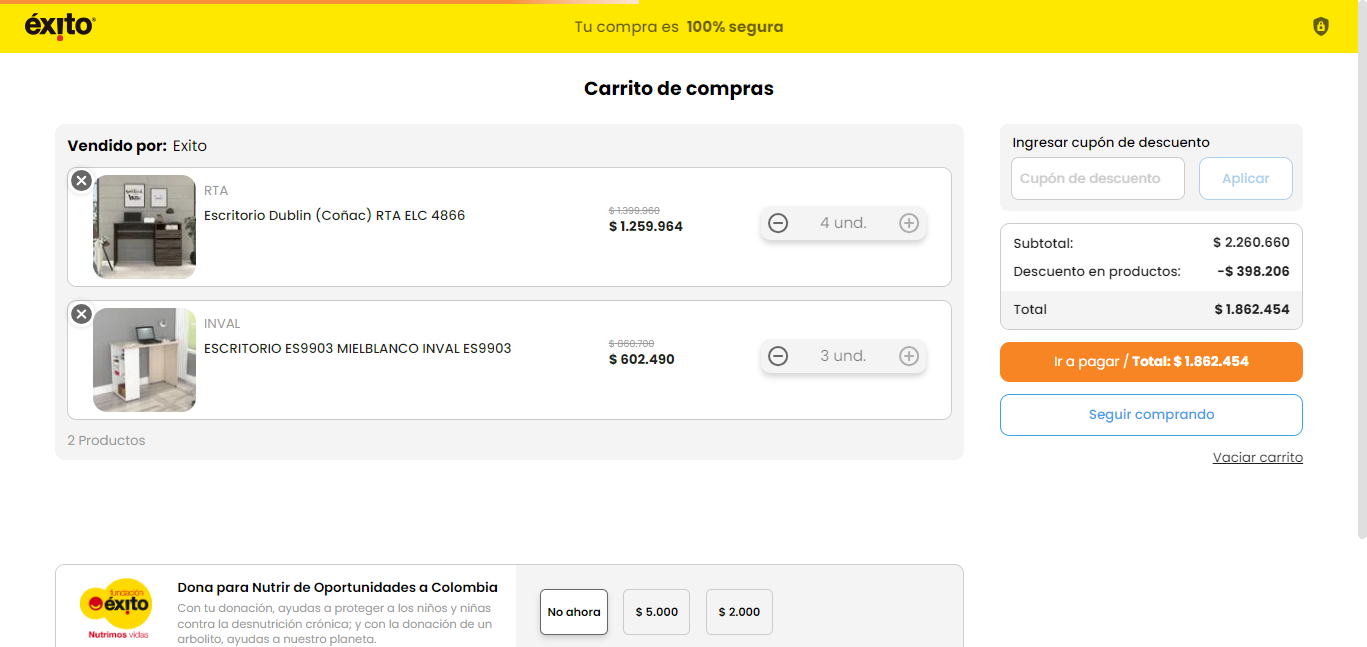 éxito
Tu compra es 100% segura
Carrito de compras
Vendido por: Exito
RTA
Escritorio Dublin (Coñac) RTA ELC 4866
$ 1.399.960
$ 1.259.964
4 und.
INVAL
ESCRITORIO ES9903 MIELBLANCO INVAL ES9903
$ 860.700
$ 602.490
3 und.
2 Productos
Ingresar cupón de descuento
Cupón de descuento
Aplicar
Subtotal: $ 2.260.660
Descuento en productos: -$ 398.206
Total $ 1.862.454
Ir a pagar / Total: $ 1.862.454
Seguir comprando
Vaciar carrito
fundación
éxito
Nutrimos vidas
Dona para Nutrir de Oportunidades a Colombia
Con tu donación, ayudas a proteger a los niños y niñas
contra la desnutrición crónica; y con la donación de un
arbolito, ayudas a nuestro planeta.
No ahora
$ 5.000
$ 2.000